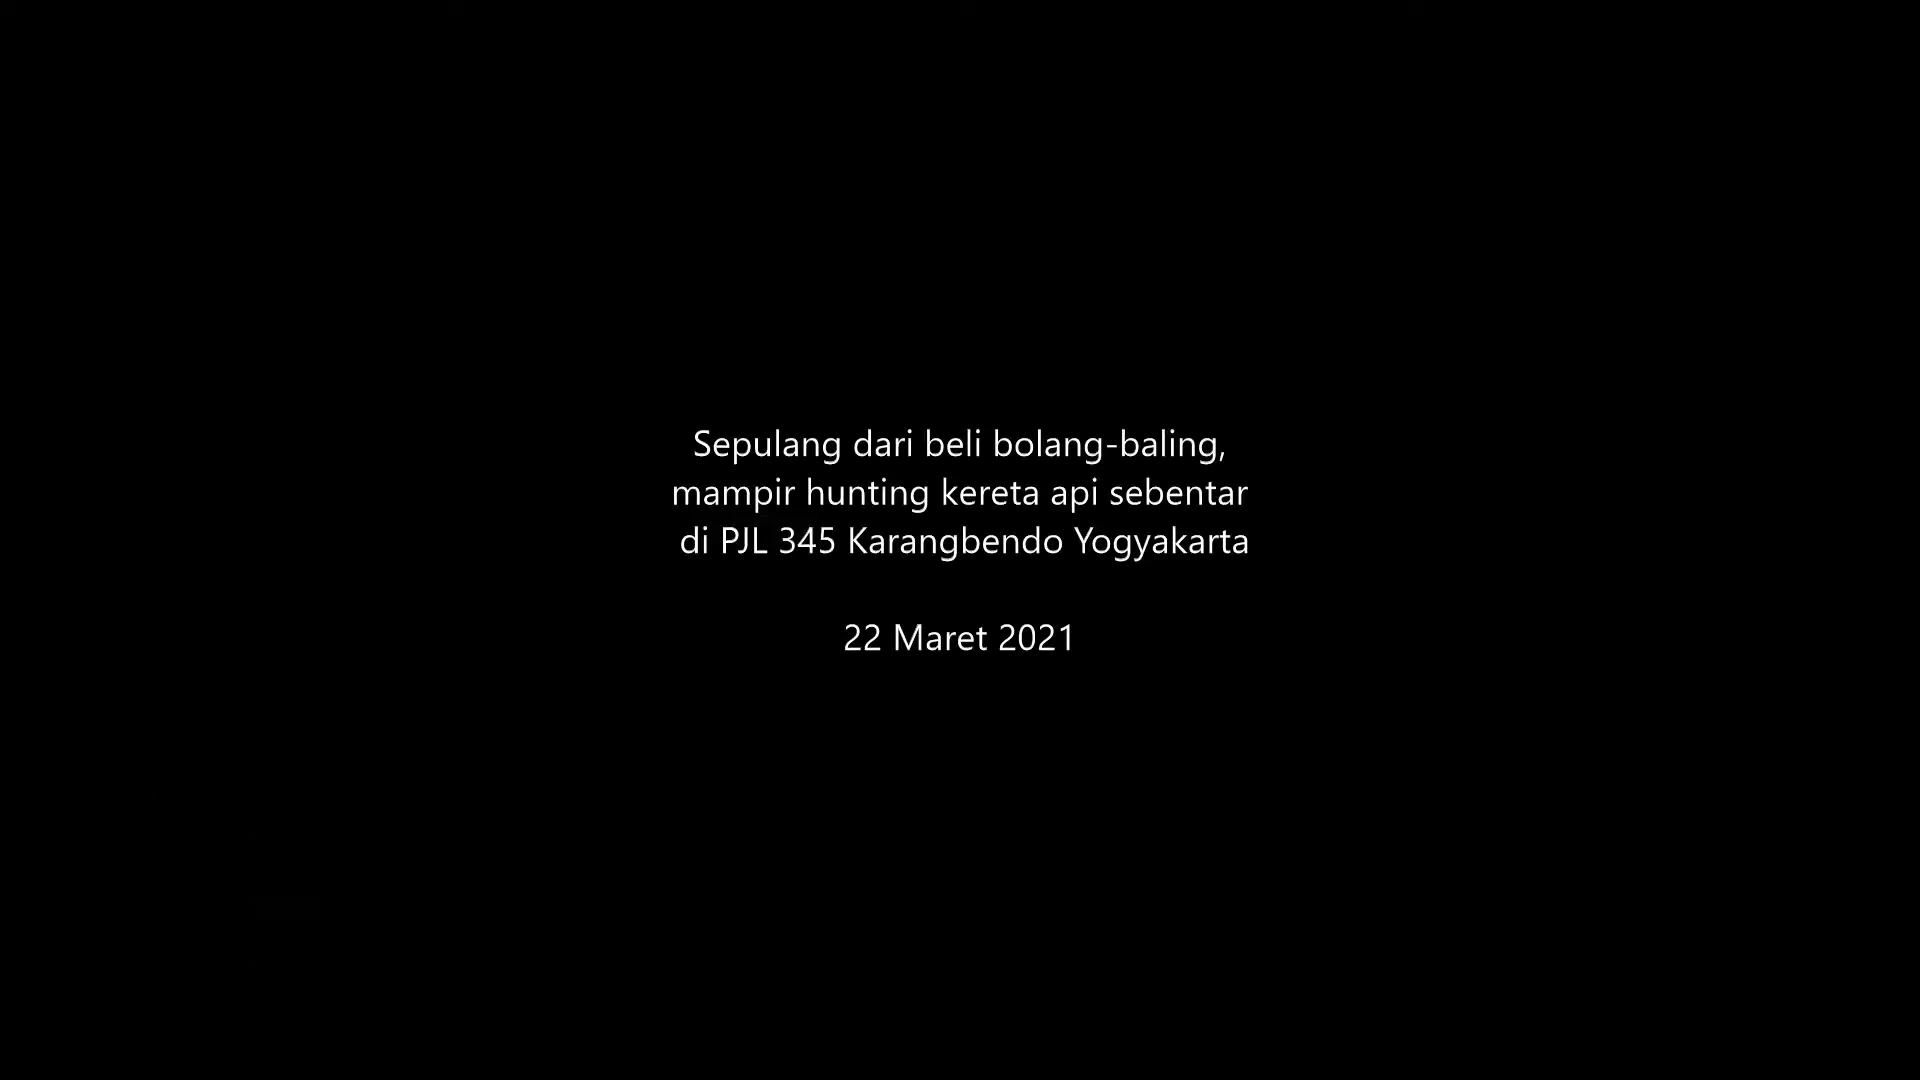 Sepulang dari beli bolang-baling,
mampir hunting kereta api sebentar
di PJL 345 Karangbendo Yogyakarta
22 Maret 2021